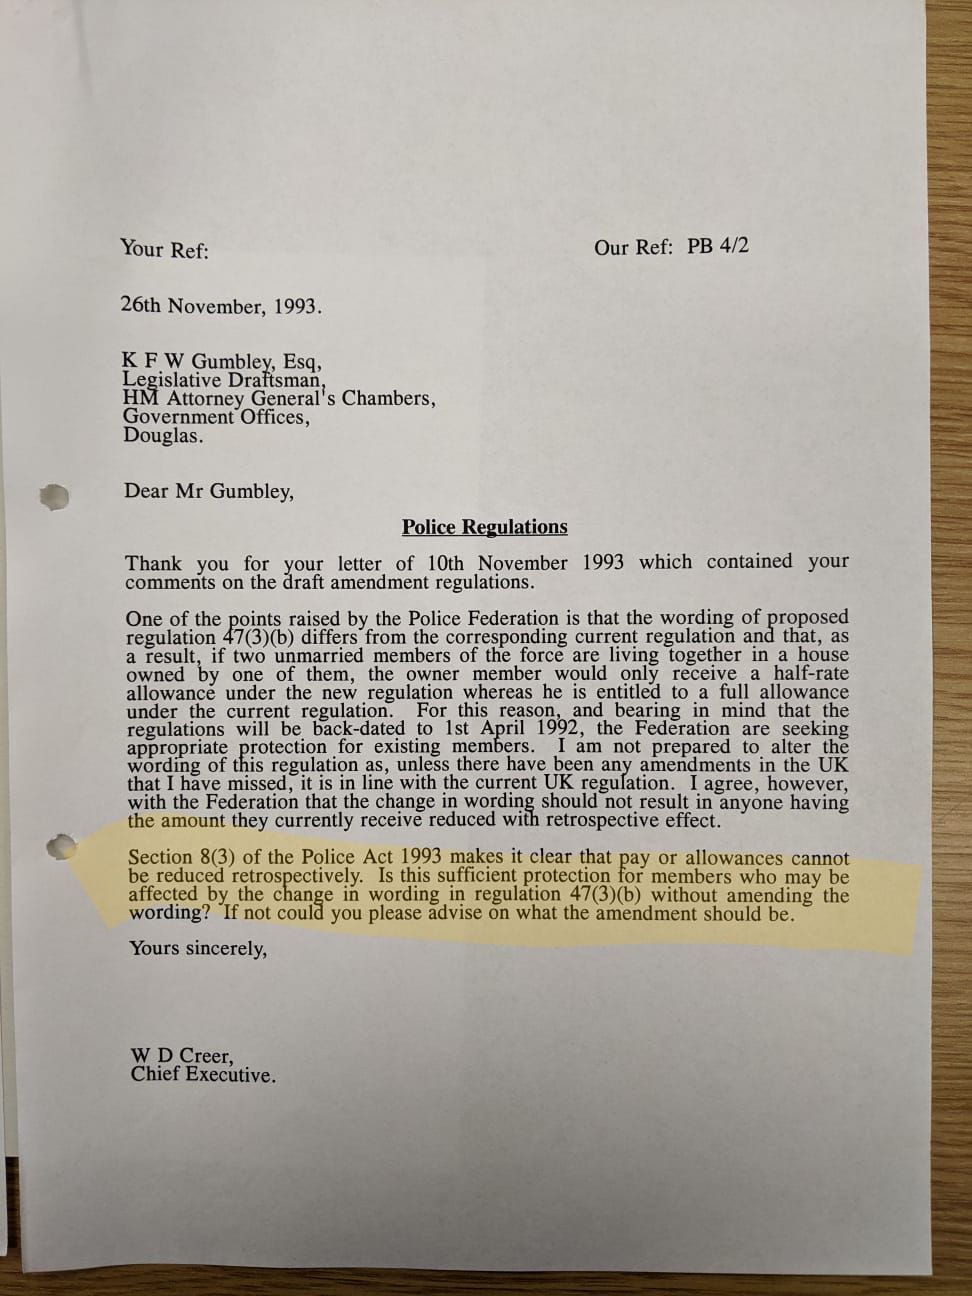 Your Ref: Our Ref: PB 4/2
26th November, 1993.
K F W Gumbley, Esq,
Legislative Draftsman,
HM Attorney General's Chambers,
Government Offices,
Douglas.
Dear Mr Gumbley,
Police Regulations
Thank you for your letter of 10th November 1993 which contained your
comments on the draft amendment regulations.
One of the points raised by the Police Federation is that the wording of proposed
regulation 47(3)(b) differs from the corresponding current regulation and that, as
a result, if two unmarried members of the force are living together in a house
owned by one of them, the owner member would only receive a half-rate
allowance under the new regulation whereas he is entitled to a full allowance
under the current regulation. For this reason, and bearing in mind that the
regulations will be back-dated to 1st April 1992, the Federation are seeking
appropriate protection for existing members. I am not prepared to alter the
wording of this regulation as, unless there have been any amendments in the UK
that I have missed, it is in line with the current UK regulation. I agree, however,
with the Federation that the change in wording should not result in anyone having
the amount they currently receive reduced with retrospective effect.
Section 8(3) of the Police Act 1993 makes it clear that pay or allowances cannot
be reduced retrospectively. Is this sufficient protection for members who may be
affected by the change in wording in regulation 47(3)(b) without amending the
wording? If not could you please advise on what the amendment should be.
Yours sincerely,
W D Creer,
Chief Executive.